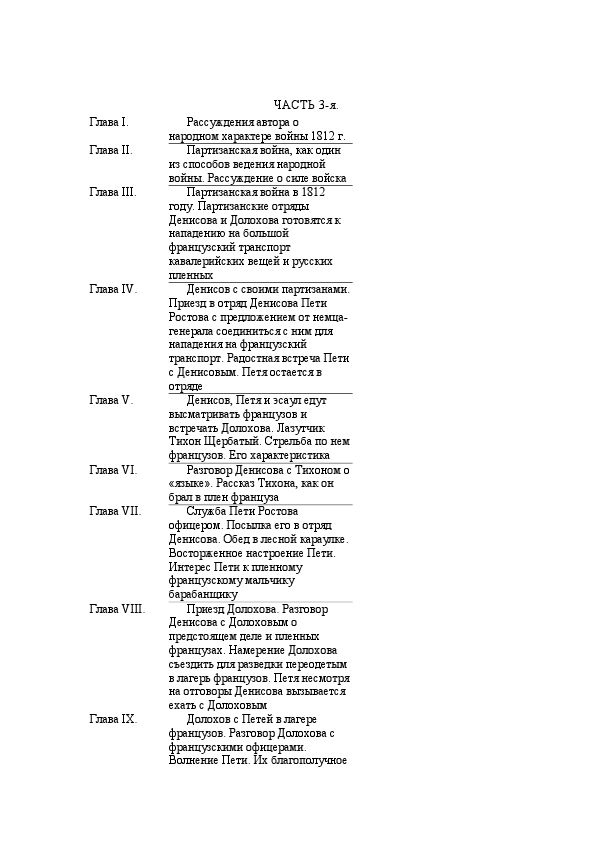 ЧАСТЬ 3-я.
Глава I. Рассуждения автора о
народном характере войны 1812 г.
Глава II. Партизанская война, как один
из способов ведения народной
войны. Рассуждение о силе войска
Глава III. Партизанская война в 1812
году. Партизанские отряды
Денисова и Долохова готовятся к
нападению на большой
французский транспорт
кавалерийских вещей и русских
пленных
Глава IV. Денисов с своими партизанами.
Приезд в отряд Денисова Пети
Ростова с предложением от немца-
генерала соединиться с ним для
нападения на французский
транспорт. Радостная встреча Пети
с Денисовым. Петя остается в
отряде
Глава V. Денисов, Петя и эсаул едут
высматривать французов и
встречать Долохова. Лазутчик
Тихон Щербатый. Стрельба по нем
французов. Его характеристика
Глава VI. Разговор Денисова с Тихоном о
«языке». Рассказ Тихона, как он
брал в плен француза
Глава VII. Служба Пети Ростова
офицером. Посылка его в отряд
Денисова. Обед в лесной караулке.
Восторженное настроение Пети.
Интерес Пети к пленному
французскому мальчику
барабанщику
Глава VIII. Приезд Долохова. Разговор
Денисова с Долоховым о
предстоящем деле и пленных
французах. Намерение Долохова
съездить для разведки переодетым
в лагерь французов. Петя несмотря
на отговоры Денисова вызывается
ехать с Долоховым
Глава IX. Долохов с Петей в лагере
французов. Разговор Долохова с
французскими офицерами.
Волнение Пети. Их благополучное